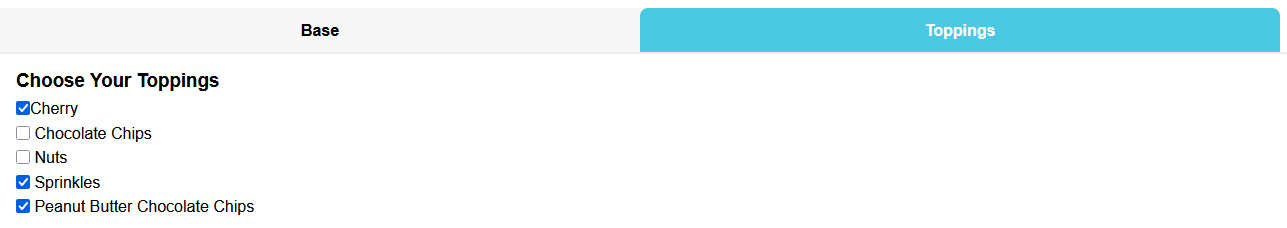 Base Toppings
Choose Your Toppings
Cherry
Chocolate Chips
Nuts
Sprinkles
Peanut Butter Chocolate Chips